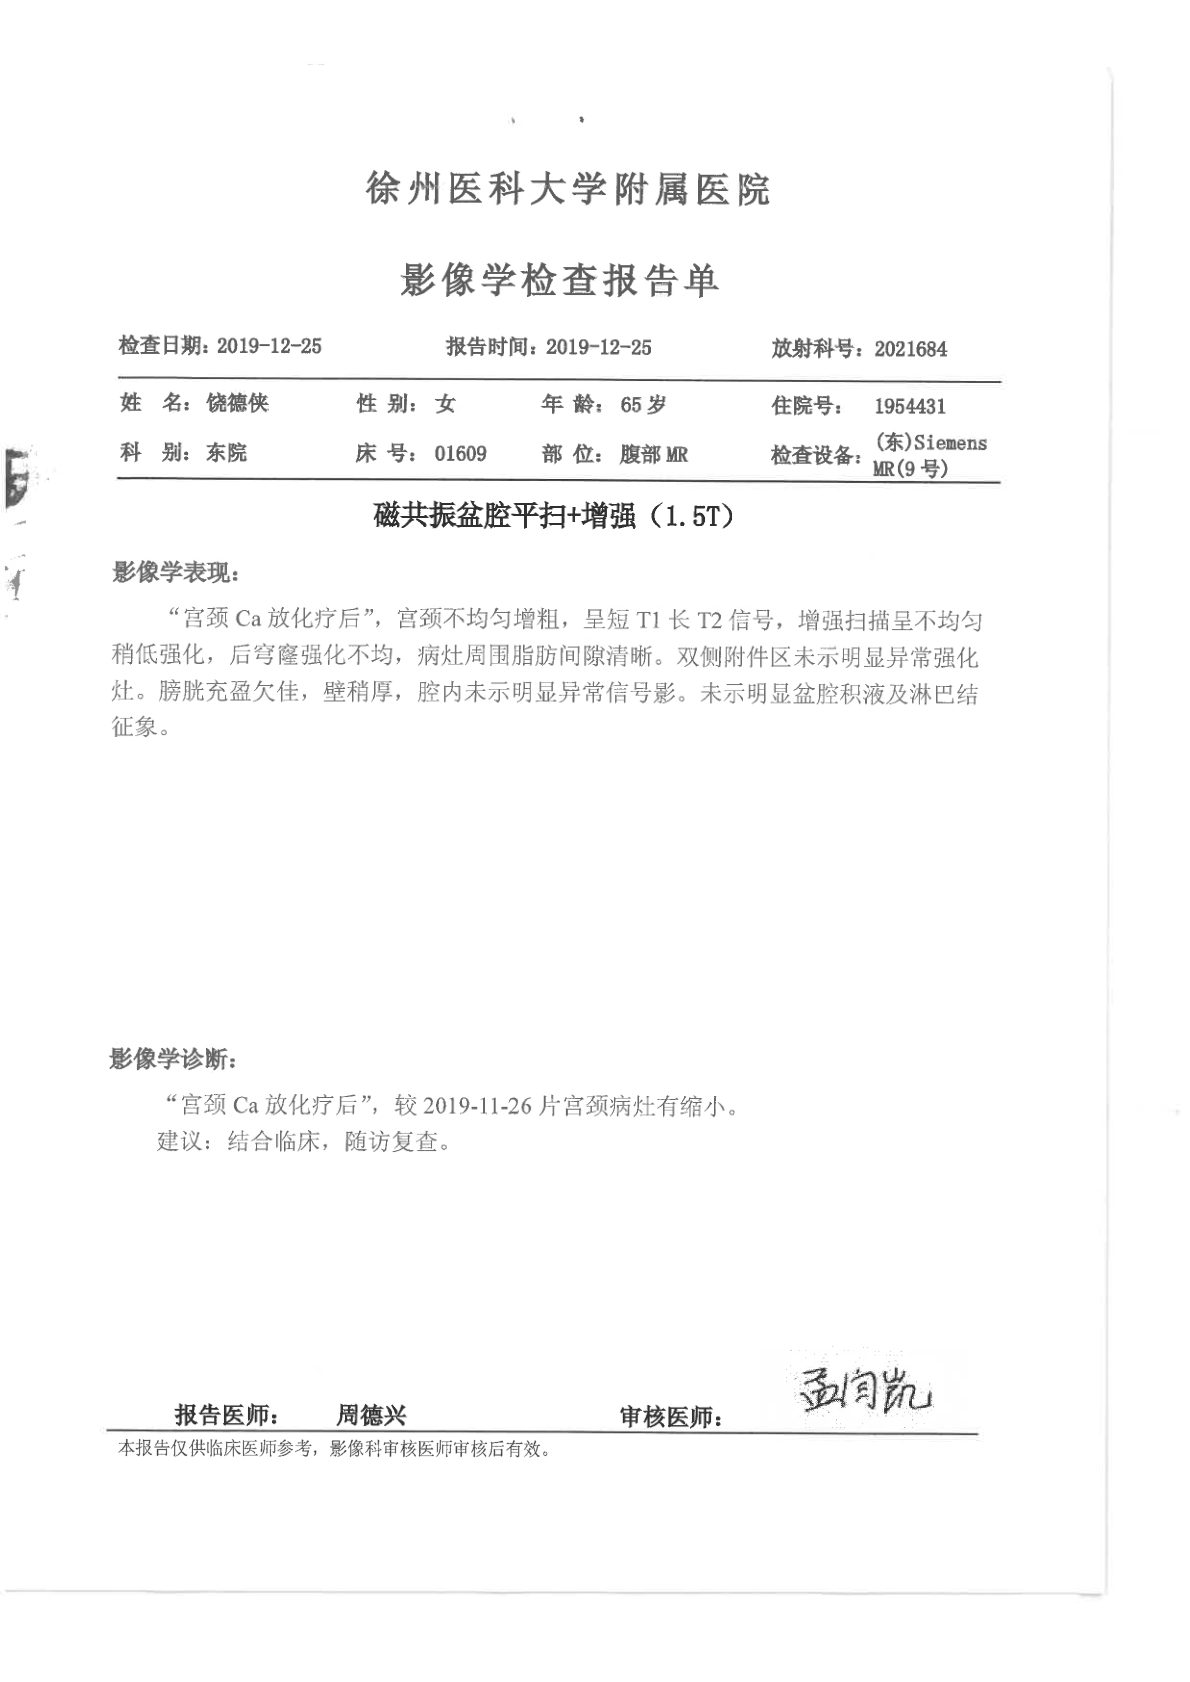 徐州医科大学附属医院
影像学检查报告单
检查日期：2019-12-25 报告时间：2019-12-25 放射科号：2021684
姓 名：饶德侠 性 别：女 年 龄：65岁 住院号：1954431
科 别：东院 床 号：01609 部 位：腹部MR 检查设备：(东)Siemens
MR(9号)
磁共振盆腔平扫+增强（1.5T）
影像学表现：
“宫颈 Ca 放化疗后”，宫颈不均匀增粗，呈短 T1 长 T2 信号，增强扫描呈不均匀
稍低强化，后穹窿强化不均，病灶周围脂肪间隙清晰。双侧附件区未示明显异常强化
灶。膀胱充盈欠佳，壁稍厚，腔内未示明显异常信号影。未示明显盆腔积液及淋巴结
征象。
影像学诊断：
“宫颈 Ca 放化疗后”，较 2019-11-26 片宫颈病灶有缩小。
建议：结合临床，随访复查。
报告医师： 周德兴 审核医师： 孟闫凯
本报告仅供临床医师参考，影像科审核医师审核后有效。